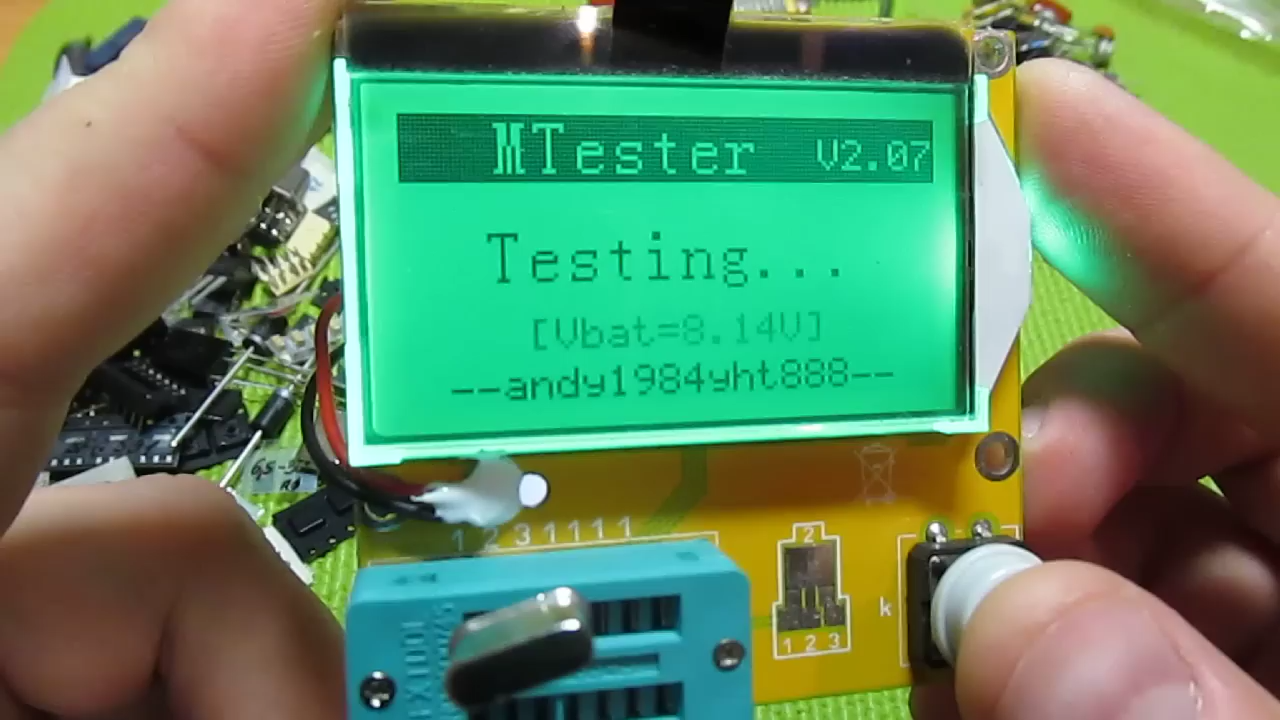 MTester V2.07
Testing...
[Vbat=8.14V]
--andy1984yht888--
1 2 3 1 1 1 1
2
k
1 2 3